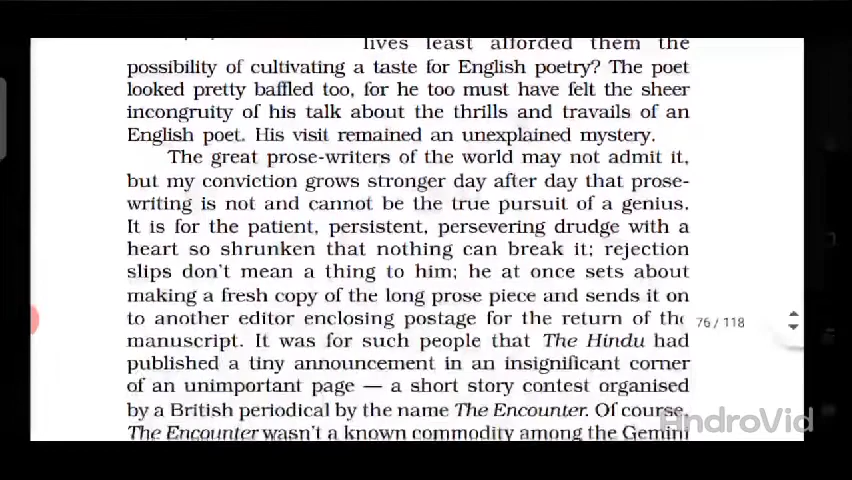 lives least afforded them the
possibility of cultivating a taste for English poetry? The poet
looked pretty baffled too, for he too must have felt the sheer
incongruity of his talk about the thrills and travails of an
English poet. His visit remained an unexplained mystery.
The great prose-writers of the world may not admit it,
but my conviction grows stronger day after day that prose-
writing is not and cannot be the true pursuit of a genius.
It is for the patient, persistent, persevering drudge with a
heart so shrunken that nothing can break it; rejection
slips don't mean a thing to him; he at once sets about
making a fresh copy of the long prose piece and sends it on
to another editor enclosing postage for the return of the
manuscript. It was for such people that The Hindu had
published a tiny announcement in an insignificant corner
of an unimportant page — a short story contest organised
by a British periodical by the name The Encounter. Of course,
The Encounter wasn't a known commodity among the Gemini
76 / 118
AndroVid